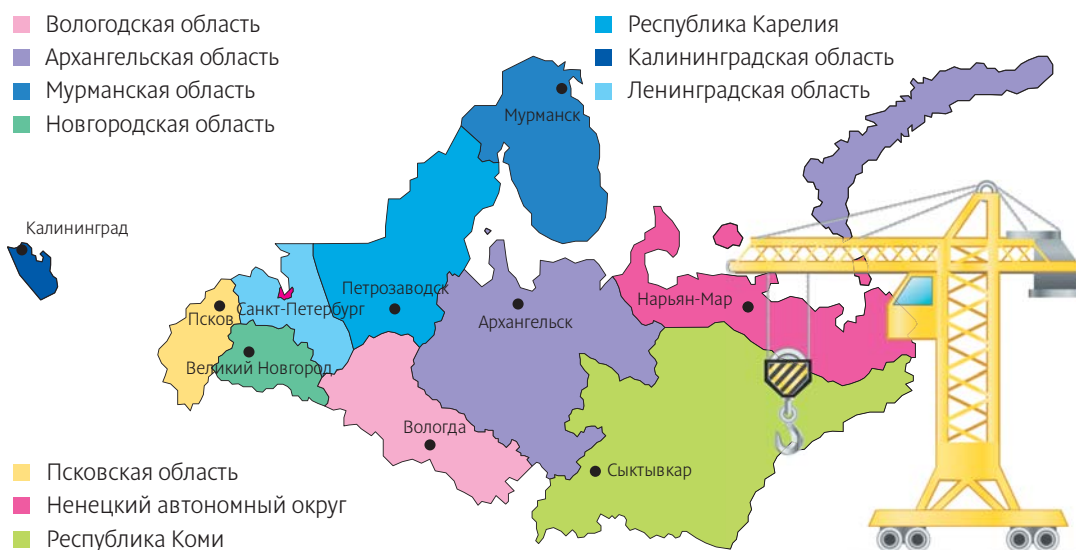 Вологодская область
Архангельская область
Мурманская область
Новгородская область
Республика Карелия
Калининградская область
Ленинградская область
Мурманск
Калининград
Петрозаводск
Нарьян-Мар
Санкт-Петербург
Псков
Архангельск
Великий Новгород
Вологда
Сыктывкар
Псковская область
Ненецкий автономный округ
Республика Коми